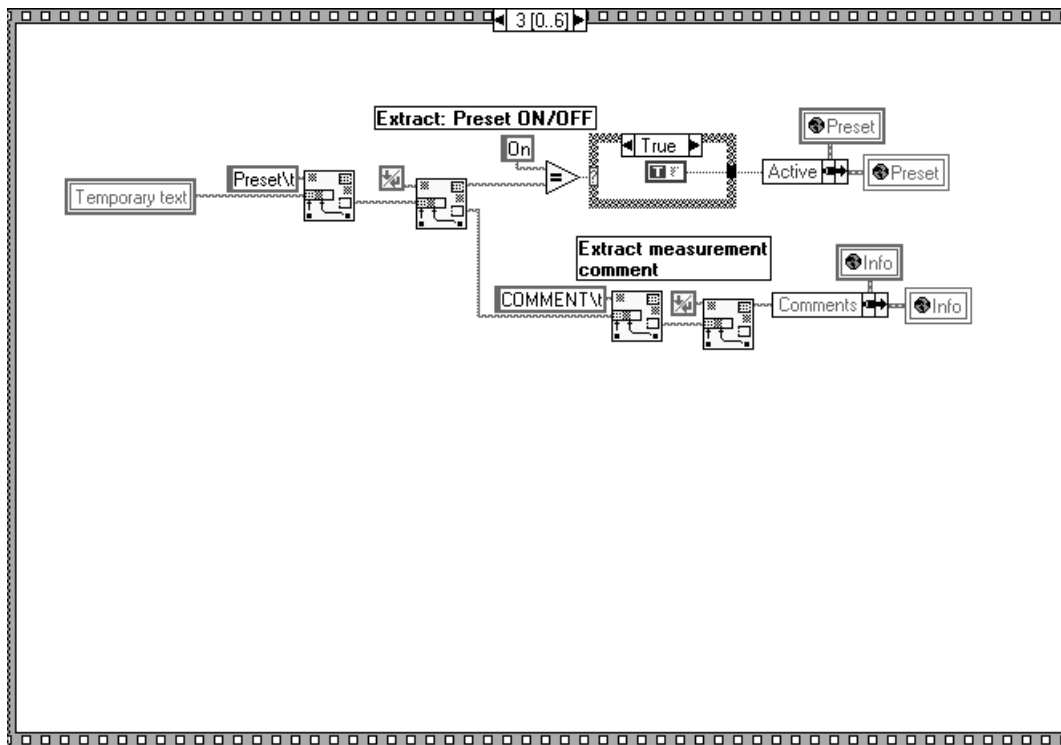 3 [0..6]
Extract: Preset ON/OFF
On
True
Preset
Preset\t
T F
Active
Preset
Temporary text
Extract measurement
comment
Info
COMMENT\t
Comments
Info